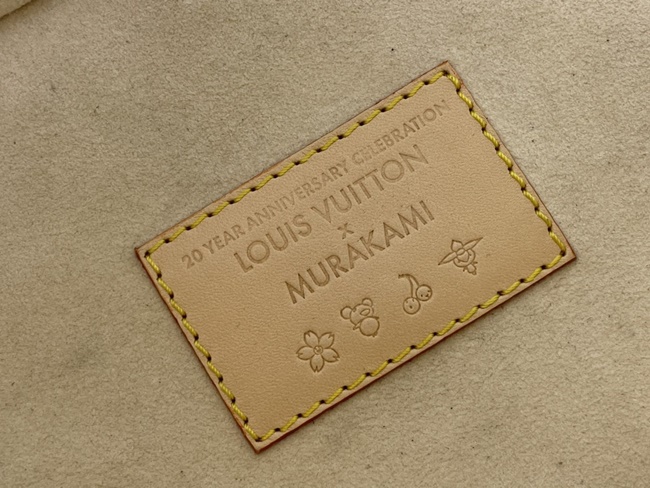 20 YEAR ANNIVERSARY CELEBRATION
LOUIS VUITTON
x
MURAKAMI